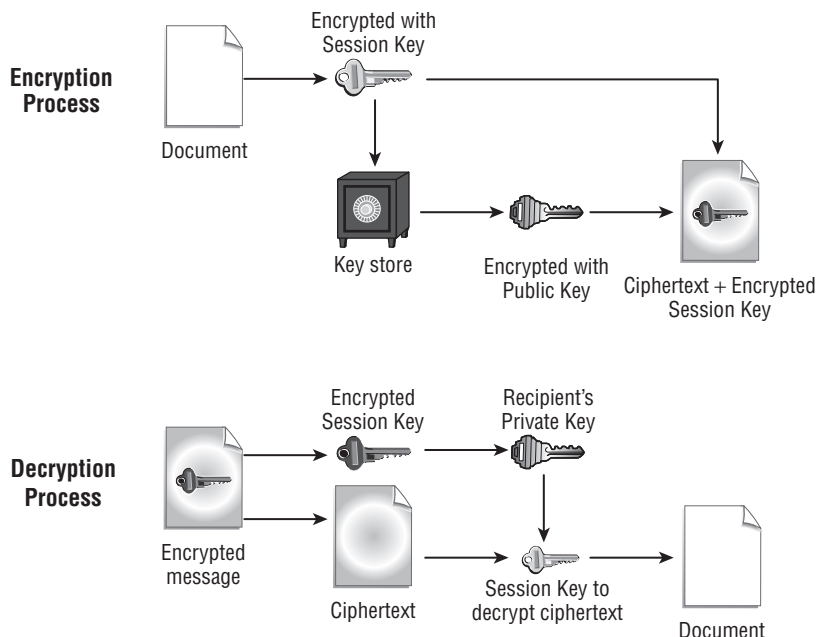 Encrypted with
Session Key
Encryption
Process
Document
Key store
Encrypted with
Public Key
Ciphertext + Encrypted
Session Key
Encrypted
Session Key
Recipient's
Private Key
Decryption
Process
Encrypted
message
Ciphertext
Session Key to
decrypt ciphertext
Document